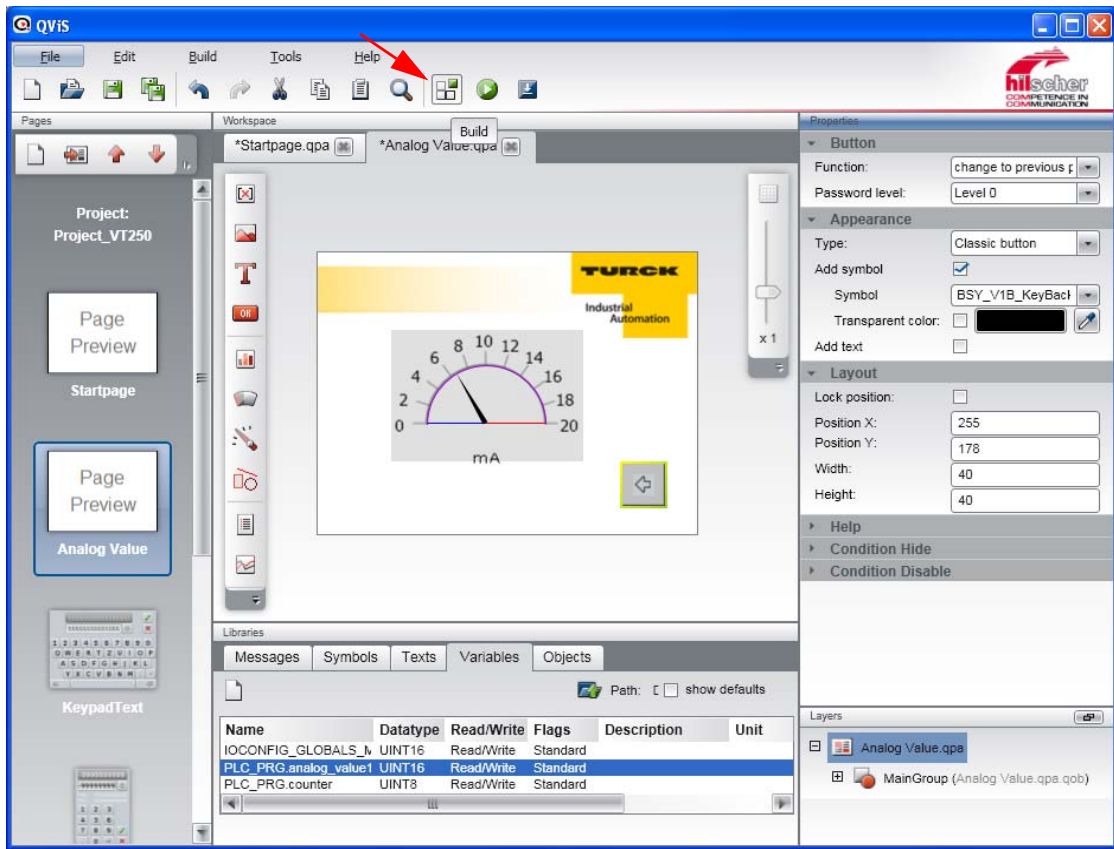 QViS
File Edit Build Tools Help
hilscher
COMPETENCE IN
COMMUNICATION
Build
Pages
Project:
Project_VT250
Page
Preview
Startpage
Page
Preview
Analog Value
KeypadText
Workspace
*Startpage.qpa *Analog Value.qpa
T
OK
TURCK
Industrial
Automation
0 2 4 6 8 10 12 14 16 18 20
mA
x 1
Libraries
Messages Symbols Texts Variables Objects
Path: show defaults
Name Datatype Read/Write Flags Description Unit
IOCONFIG_GLOBALS_M UINT16 Read/Write Standard
PLC_PRG.analog_value1 UINT16 Read/Write Standard
PLC_PRG.counter UINT8 Read/Write Standard
Properties
Button
Function: change to previous p
Password level: Level 0
Appearance
Type: Classic button
Add symbol
Symbol BSY_V1B_KeyBack
Transparent color:
Add text
Layout
Lock position:
Position X: 255
Position Y: 178
Width: 40
Height: 40
Help
Condition Hide
Condition Disable
Layers
Analog Value.qpa
MainGroup (Analog Value.qpa.qob)